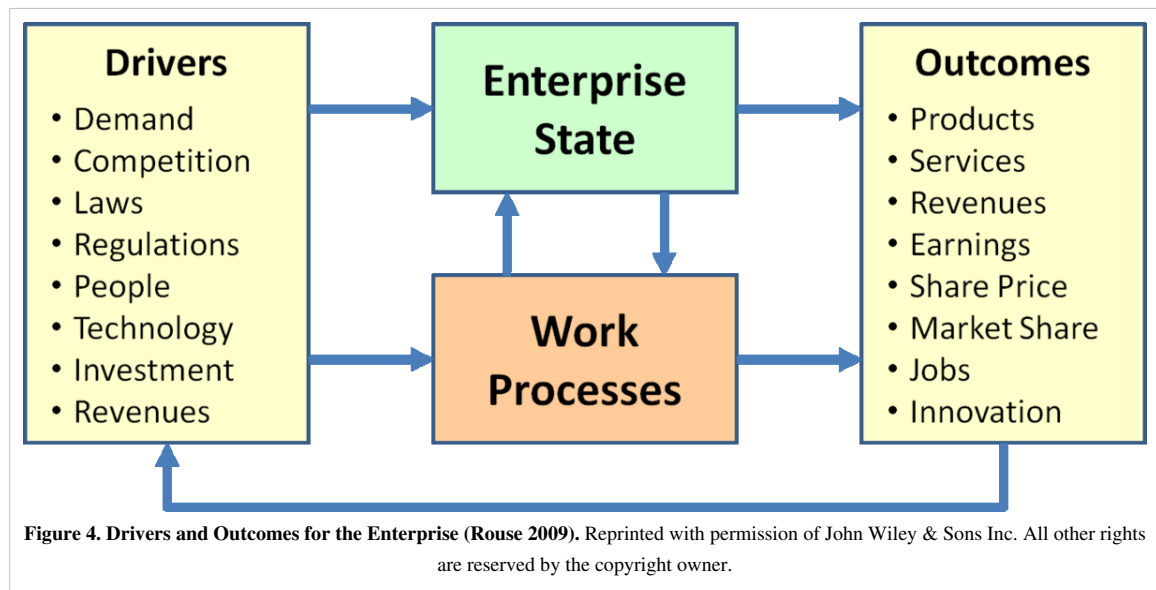 Drivers
• Demand
• Competition
• Laws
• Regulations
• People
• Technology
• Investment
• Revenues
Enterprise
State
Work
Processes
Outcomes
• Products
• Services
• Revenues
• Earnings
• Share Price
• Market Share
• Jobs
• Innovation
Figure 4. Drivers and Outcomes for the Enterprise (Rouse 2009). Reprinted with permission of John Wiley & Sons Inc. All other rights
are reserved by the copyright owner.